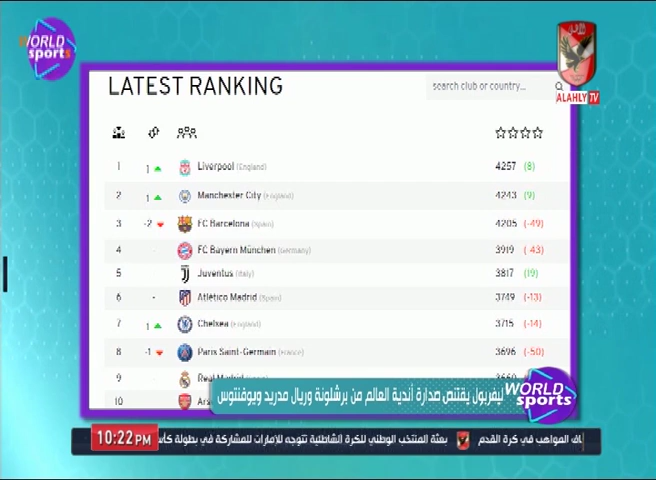 WORLD
sports
ALAHLY TV
LATEST RANKING
search club or country...
1 1 Liverpool (England) 4257 (8)
2 1 Manchester City (England) 4243 (9)
3 -2 FC Barcelona (Spain) 4205 (-49)
4 - FC Bayern München (Germany) 3919 (-43)
5 Juventus (Italy) 3817 (19)
6 - Atlético Madrid (Spain) 3749 (-13)
7 1 Chelsea (England) 3715 (-14)
8 -1 Paris Saint-Germain (France) 3696 (-50)
9 Real
10
ليفربول يقتنص صدارة أندية العالم من برشلونة وريال مدريد ويوفنتوس
WORLD
sports
10:22 PM
المواهب في كرة القدم
بعثة المنتخب الوطني للكرة الشاطئية تتوجه للإمارات للمشاركة في بطولة